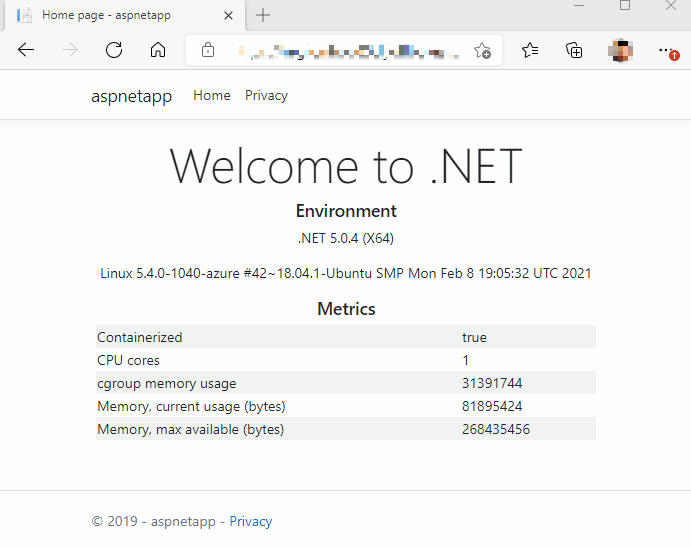 Home page - aspnetapp
aspnetapp Home Privacy
Welcome to .NET
Environment
.NET 5.0.4 (X64)
Linux 5.4.0-1040-azure #42~18.04.1-Ubuntu SMP Mon Feb 8 19:05:32 UTC 2021
Metrics
Containerized true
CPU cores 1
cgroup memory usage 31391744
Memory, current usage (bytes) 81895424
Memory, max available (bytes) 268435456
© 2019 - aspnetapp - Privacy